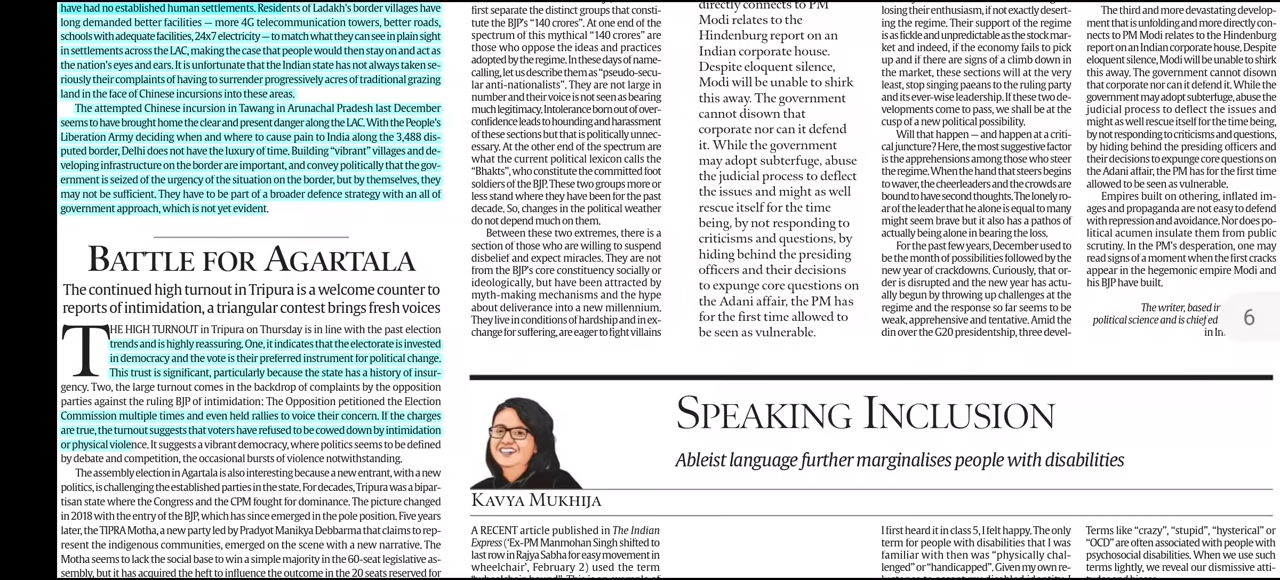 have had no settlements. Residents of Ladakh's border villages have
long demanded better facilities — more 4G telecommunication towers, better roads,
schools with adequate facilities, 24x7 electricity — to match what they can see in plain sight
in settlements across the LAC, making the case that people would then stay on and act as
the nation's eyes and ears. It is unfortunate that the Indian state has not always taken se-
riously their complaints of having to surrender progressively acres of traditional grazing
land in the face of Chinese incursions into these areas.
The attempted Chinese incursion in Tawang in Arunachal Pradesh last December
seems to have brought home the clear and present danger along the LAC. With the People's
Liberation Army deciding when and where to cause pain to India along the 3,488 dis-
puted border, Delhi does not have the luxury of time. Building "vibrant" villages and de-
veloping infrastructure on the border are important, and convey politically that the gov-
ernment is seized of the urgency of the situation on the border, but by themselves, they
may not be sufficient. They have to be part of a broader defence strategy with an all of
government approach, which is not yet evident.
BATTLE FOR AGARTALA
The continued high turnout in Tripura is a welcome counter to
reports of intimidation, a triangular contest brings fresh voices
THE HIGH TURNOUT in Tripura on Thursday is in line with the past election
trends and is highly reassuring. One, it indicates that the electorate is invested
in democracy and the vote is their preferred instrument for political change.
This trust is significant, particularly because the state has a history of insur-
gency. Two, the large turnout comes in the backdrop of complaints by the opposition
parties against the ruling BJP of intimidation: The Opposition petitioned the Election
Commission multiple times and even held rallies to voice their concern. If the charges
are true, the turnout suggests that voters have refused to be cowed down by intimidation
or physical violence. It suggests a vibrant democracy, where politics seems to be defined
by debate and competition, the occasional bursts of violence notwithstanding.
The assembly election in Agartala is also interesting because a new entrant, with a new
politics, is challenging the established parties in the state. For decades, Tripura was a bipar-
tisan state where the Congress and the CPM fought for dominance. The picture changed
in 2018 with the entry of the BJP, which has since emerged in the pole position. Five years
later, the TIPRA Motha, a new party led by Pradyot Manikya Debbarma that claims to rep-
resent the indigenous communities, emerged on the scene with a new narrative. The
Motha seems to lack the social base to win a simple majority in the 60-seat legislative as-
sembly, but it has acquired the heft to influence the outcome in the 20 seats reserved for
first separate the distinct groups that consti-
tute the BJP's "140 crores". At one end of the
spectrum of this mythical "140 crores" are
those who oppose the ideas and practices
adopted by the regime. In these days of name-
calling, let us describe them as "pseudo-secu-
lar anti-nationalists". They are not large in
number and their voice is not seen as bearing
much legitimacy. Intolerance born out of over-
confidence leads to hounding and harassment
of these sections but that is politically unnec-
essary. At the other end of the spectrum are
what the current political lexicon calls the
"Bhakts", who constitute the committed foot
soldiers of the BJP. These two groups more or
less stand where they have been for the past
decade. So, changes in the political weather
do not depend much on them.
Between these two extremes, there is a
section of those who are willing to suspend
disbelief and expect miracles. They are not
from the BJP's core constituency socially or
ideologically, but have been attracted by
myth-making mechanisms and the hype
about deliverance into a new millennium.
They live in conditions of hardship and in ex-
change for suffering, are eager to fight villains
directly connects to PM
Modi relates to the
Hindenburg report on an
Indian corporate house.
Despite eloquent silence,
Modi will be unable to shirk
this away. The government
cannot disown that
corporate nor can it defend
it. While the government
may adopt subterfuge, abuse
the judicial process to deflect
the issues and might as well
rescue itself for the time
being, by not responding to
criticisms and questions, by
hiding behind the presiding
officers and their decisions
to expunge core questions on
the Adani affair, the PM has
for the first time allowed to
be seen as vulnerable.
losing their enthusiasm, if not exactly desert-
ing the regime. Their support of the regime
is as fickle and unpredictable as the stock mar-
ket and indeed, if the economy fails to pick
up and if there are signs of a climb down in
the market, these sections will at the very
least, stop singing paeans to the ruling party
and its ever-wise leadership. If these two de-
velopments come to pass, we shall be at the
cusp of a new political possibility.
Will that happen — and happen at a criti-
cal juncture? Here, the most suggestive factor
is the apprehensions among those who steer
the regime. When the hand that steers begins
to waver, the cheerleaders and the crowds are
bound to have second thoughts. The lonely ro-
ar of the leader that he alone is equal to many
might seem brave but it also has a pathos of
actually being alone in bearing the loss.
For the past few years, December used to
be the month of possibilities followed by the
new year of crackdowns. Curiously, that or-
der is disrupted and the new year has actu-
ally begun by throwing up challenges at the
regime and the response so far seems to be
weak, apprehensive and tentative. Amid the
din over the G20 presidentship, three devel-
The third and more devastating develop-
ment that is unfolding and more directly con-
nects to PM Modi relates to the Hindenburg
report on an Indian corporate house. Despite
eloquent silence, Modi will be unable to shirk
this away. The government cannot disown
that corporate nor can it defend it. While the
government may adopt subterfuge, abuse the
judicial process to deflect the issues and
might as well rescue itself for the time being,
by not responding to criticisms and questions,
by hiding behind the presiding officers and
their decisions to expunge core questions on
the Adani affair, the PM has for the first time
allowed to be seen as vulnerable.
Empires built on othering, inflated im-
ages and propaganda are not easy to defend
with repression and avoidance. Nor does po-
litical acumen insulate them from public
scrutiny. In the PM's desperation, one may
read signs of a moment when the first cracks
appear in the hegemonic empire Modi and
his BJP have built.
The writer, based in
political science and is chief ed
in In
6
SPEAKING INCLUSION
Ableist language further marginalises people with disabilities
KAVYA MUKHIJA
A RECENT article published in The Indian
Express ('Ex-PM Manmohan Singh shifted to
last row in Rajya Sabha for easy movement in
wheelchair', February 2) used the term
I first heard it in class 5, I felt happy. The only
term for people with disabilities that I was
familiar with then was "physically chal-
lenged" or "handicapped". Given my own re-
Terms like "crazy", "stupid", "hysterical" or
"OCD" are often associated with people with
psychosocial disabilities. When we use such
terms lightly, we reveal our dismissive atti-